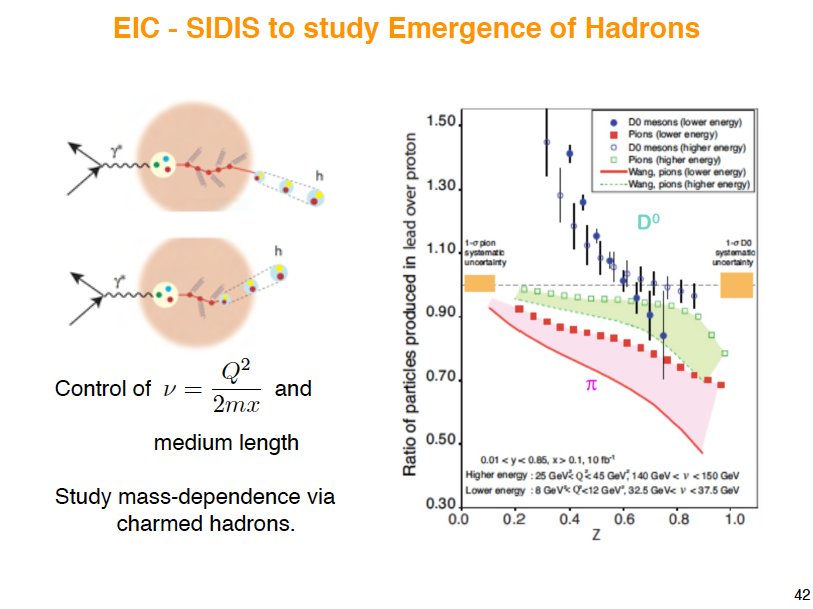 EIC - SIDIS to study Emergence of Hadrons
γ*
h
γ*
h
Control of ν = Q²/2mx and
medium length
Study mass-dependence via
charmed hadrons.
Ratio of particles produced in lead over proton
1.50
1.30
1.10
0.90
0.70
0.50
0.30
D0 mesons (lower energy)
Pions (lower energy)
D0 mesons (higher energy)
Pions (higher energy)
Wang, pions (lower energy)
Wang, pions (higher energy)
D⁰
1-σ pion
systematic
uncertainty
1-σ D0
systematic
uncertainty
π
0.01 < y < 0.85, x > 0.1, 10 fb⁻¹
Higher energy : 25 GeV²< Q²< 45 GeV², 140 GeV < ν < 150 GeV
Lower energy : 8 GeV²< Q²<12 GeV², 32.5 GeV< ν < 37.5 GeV
0.0 0.2 0.4 0.6 0.8 1.0
Z
42